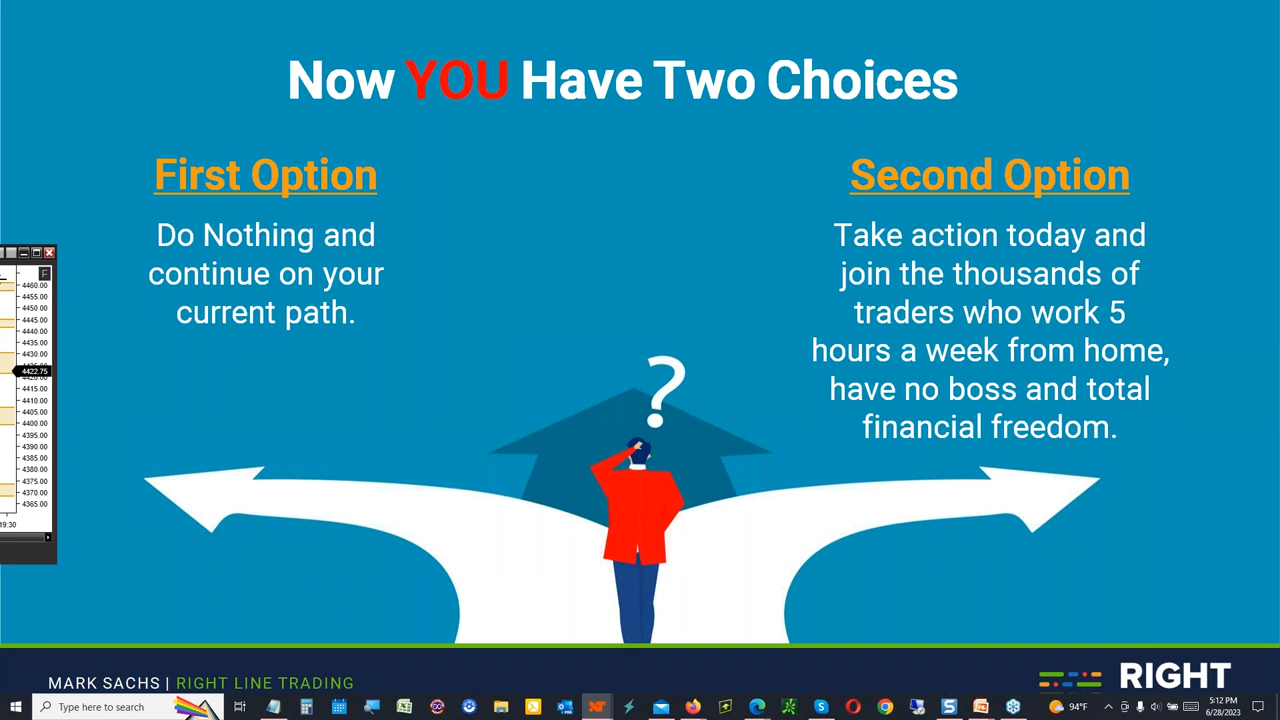 Now YOU Have Two Choices
First Option
Do Nothing and
continue on your
current path.
Second Option
Take action today and
join the thousands of
traders who work 5
hours a week from home,
have no boss and total
financial freedom.
?
F
4460.00
4455.00
4450.00
4445.00
4440.00
4435.00
4430.00
4422.75
4415.00
4410.00
4405.00
4400.00
4395.00
4390.00
4385.00
4380.00
4375.00
4370.00
4365.00
19:30
MARK SACHS | RIGHT LINE TRADING
RIGHT
Type here to search
94°F
5:12 PM
6/28/2023